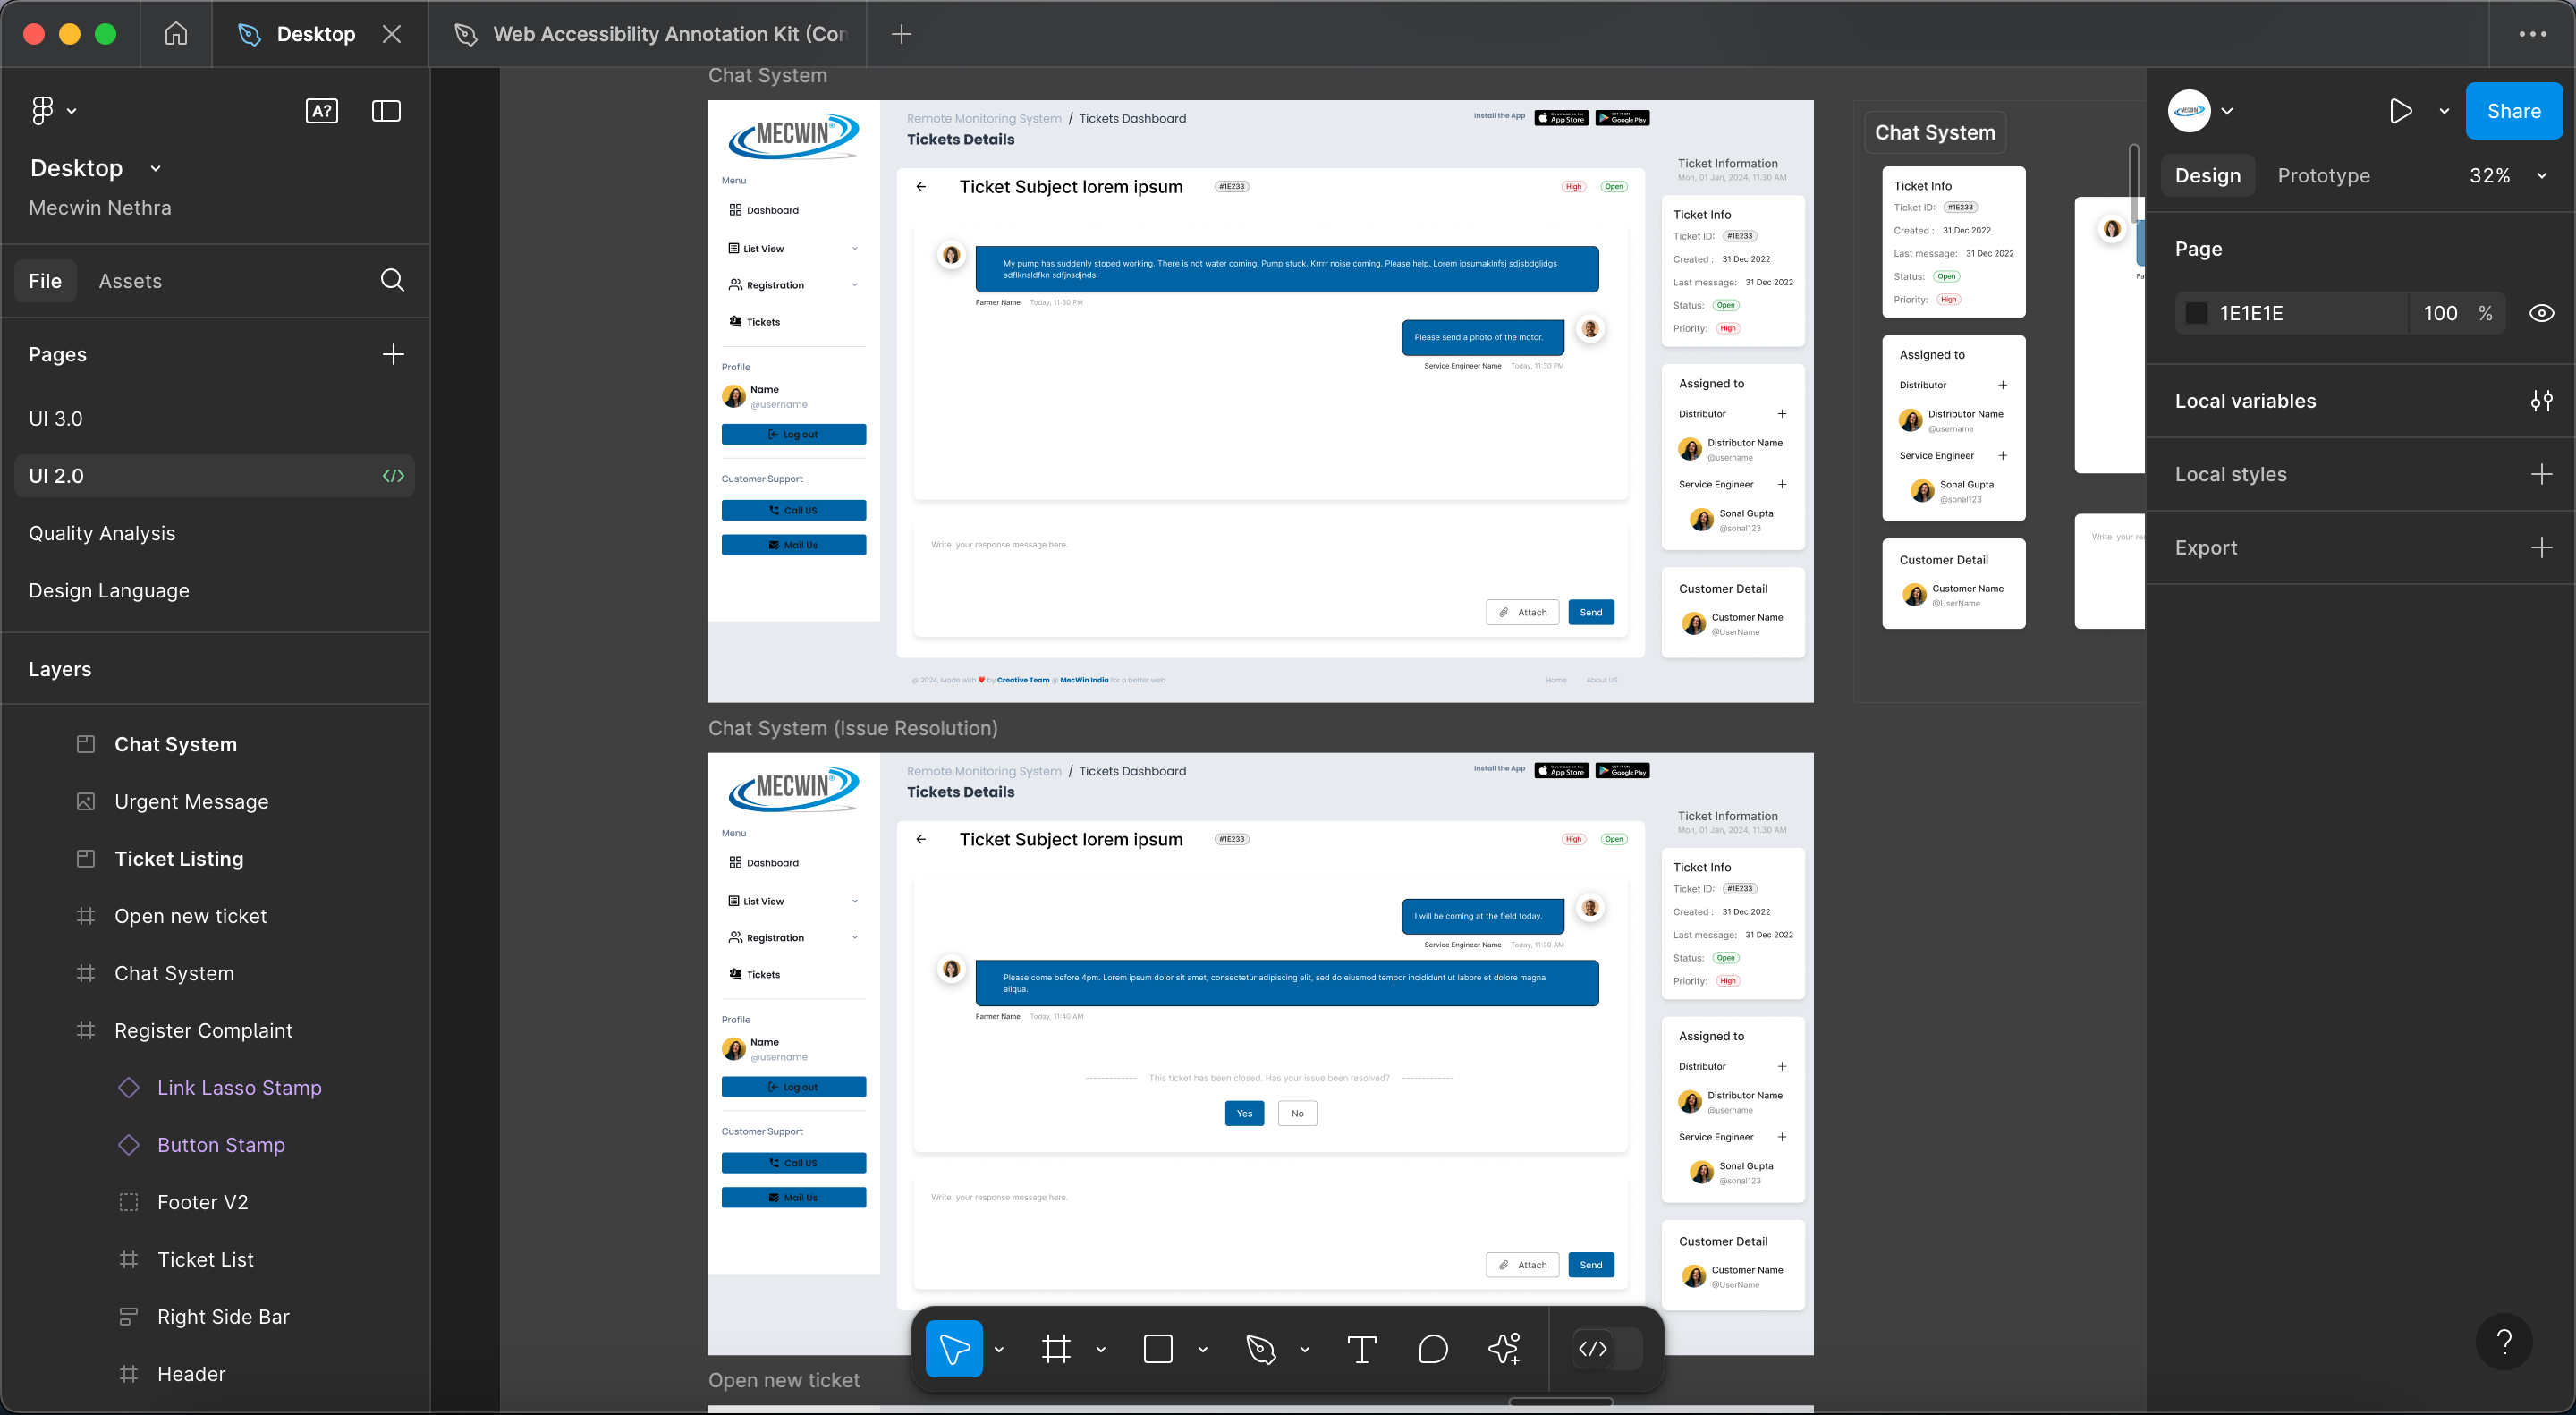 Desktop
Web Accessibility Annotation Kit (Con
A?
Desktop
Mecwin Nethra
File
Assets
Pages
UI 3.0
UI 2.0
Quality Analysis
Design Language
Layers
Chat System
Urgent Message
Ticket Listing
Open new ticket
Chat System
Register Complaint
Link Lasso Stamp
Button Stamp
Footer V2
Ticket List
Right Side Bar
Header
Chat System
MECWIN®
Menu
Dashboard
List View
Registration
Tickets
Profile
Name
@username
Log out
Customer Support
Call US
Mail Us
Remote Monitoring System / Tickets Dashboard
Tickets Details
Install the App
Download on the App Store
GET IT ON Google Play
Ticket Subject lorem ipsum
#1E233
High
Open
My pump has suddenly stoped working. There is not water coming. Pump stuck. Krrrr noise coming. Please help. Lorem ipsumaklnfsj sdjsbdgljdgs
sdflknsldfkn sdfjnsdjnds.
Farmer Name Today, 11:30 PM
Please send a photo of the motor.
Service Engineer Name Today, 11:30 PM
Write your response message here.
Attach
Send
@ 2024, Made with ❤ by Creative Team @ MecWin India for a better web
Home
About US
Ticket Information
Mon, 01 Jan, 2024, 11.30 AM
Ticket Info
Ticket ID: #1E233
Created : 31 Dec 2022
Last message: 31 Dec 2022
Status: Open
Priority: High
Assigned to
Distributor
Distributor Name
@username
Service Engineer
Sonal Gupta
@sonal123
Customer Detail
Customer Name
@UserName
Chat System (Issue Resolution)
MECWIN®
Menu
Dashboard
List View
Registration
Tickets
Profile
Name
@username
Log out
Customer Support
Call US
Mail Us
Remote Monitoring System / Tickets Dashboard
Tickets Details
Install the App
Download on the App Store
GET IT ON Google Play
Ticket Subject lorem ipsum
#1E233
High
Open
I will be coming at the field today.
Service Engineer Name Today, 11:30 AM
Please come before 4pm. Lorem ipsum dolor sit amet, consectetur adipiscing elit, sed do eiusmod tempor incididunt ut labore et dolore magna
aliqua.
Farmer Name Today, 11:40 AM
------------- This ticket has been closed. Has your issue been resolved? -------------
Yes
No
Write your response message here.
Attach
Send
Ticket Information
Mon, 01 Jan, 2024, 11.30 AM
Ticket Info
Ticket ID: #1E233
Created : 31 Dec 2022
Last message: 31 Dec 2022
Status: Open
Priority: High
Assigned to
Distributor
Distributor Name
@username
Service Engineer
Sonal Gupta
@sonal123
Customer Detail
Customer Name
@UserName
Open new ticket
Chat System
Ticket Info
Ticket ID: #1E233
Created : 31 Dec 2022
Last message: 31 Dec 2022
Status: Open
Priority: High
Assigned to
Distributor
Distributor Name
@username
Service Engineer
Sonal Gupta
@sonal123
Customer Detail
Customer Name
@UserName
Fa
Write your res
Share
Design
Prototype
32%
Page
1E1E1E
100 %
Local variables
Local styles
Export
?